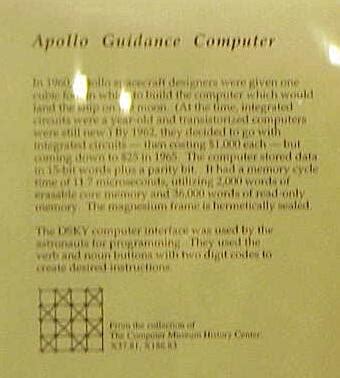 Apollo Guidance Computer
In 1960, Apollo spacecraft designers were given one
cubic foot in which to build the computer which would
land the ship on the moon. (At the time, integrated
circuits were a year-old and transistorized computers
were still new.) By 1962, they decided to go with
integrated circuits — then costing $1,000 each — but
coming down to $25 in 1965. The computer stored data
in 15-bit words plus a parity bit. It had a memory cycle
time of 11.7 microseconds, utilizing 2,000 words of
erasable core memory and 36,000 words of read-only
memory. The magnesium frame is hermetically sealed.
The DSKY computer interface was used by the
astronauts for programming. They used the
verb and noun buttons with two digit codes to
create desired instructions.
From the collection of
The Computer Museum History Center.
X37.81, X186.83